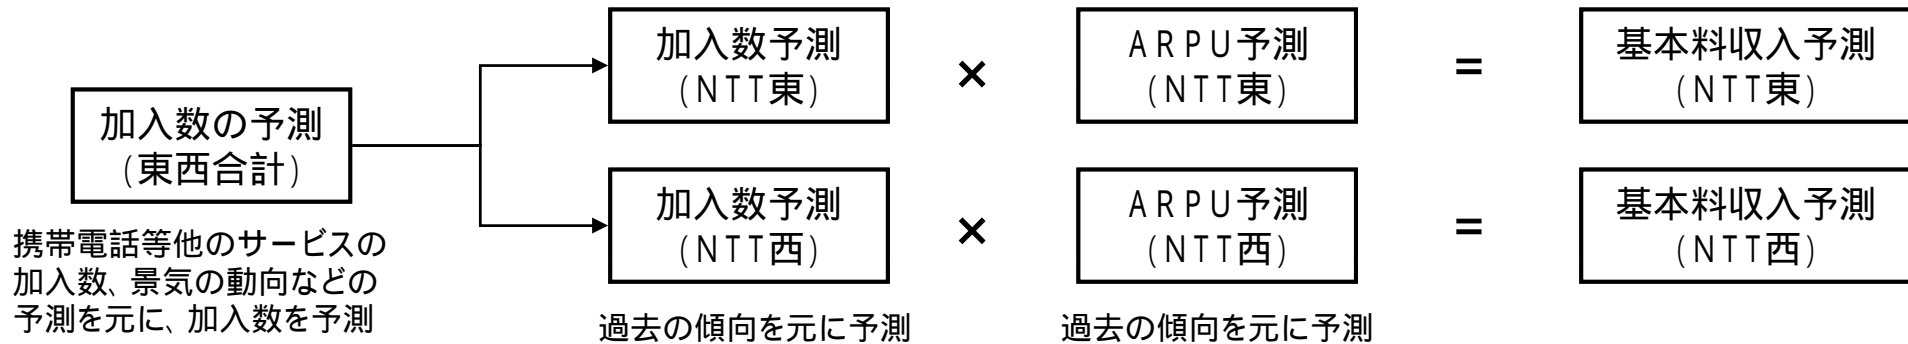 加入数の予測
(東西合計)
携帯電話等他のサービスの
加入数、景気の動向などの
予測を元に、加入数を予測
加入数予測
(NTT東)
×
ARPU予測
(NTT東)
=
基本料収入予測
(NTT東)
加入数予測
(NTT西)
×
ARPU予測
(NTT西)
=
基本料収入予測
(NTT西)
過去の傾向を元に予測
過去の傾向を元に予測